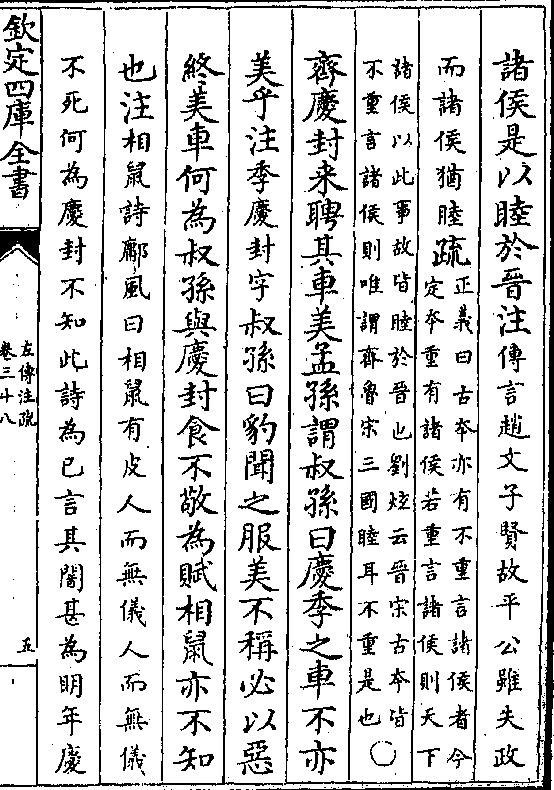 諸侯是以睦於晉注傳言趙文子賢故平公雖失政
而諸侯猶睦疏正義曰古本亦有不重言諸侯者今
定本重有諸侯若重言諸侯則天下
諸侯以此事故皆睦於晉也劉炫云晉宋古本皆
不重言諸侯則唯謂齊魯宋三國睦耳不重是也○
齊慶封来聘其車美孟孫謂叔孫曰慶季之車不亦
美乎注季慶封字叔孫曰豹聞之服美不稱必以惡
終美車何為叔孫與慶封食不敬為賦相鼠亦不知
也注相鼠詩鄘風曰相鼠有皮人而無儀人而無儀
不死何為慶封不知此詩為已言其闇甚為明年慶
欽定四庫全書
左傳注疏
卷三十八
五